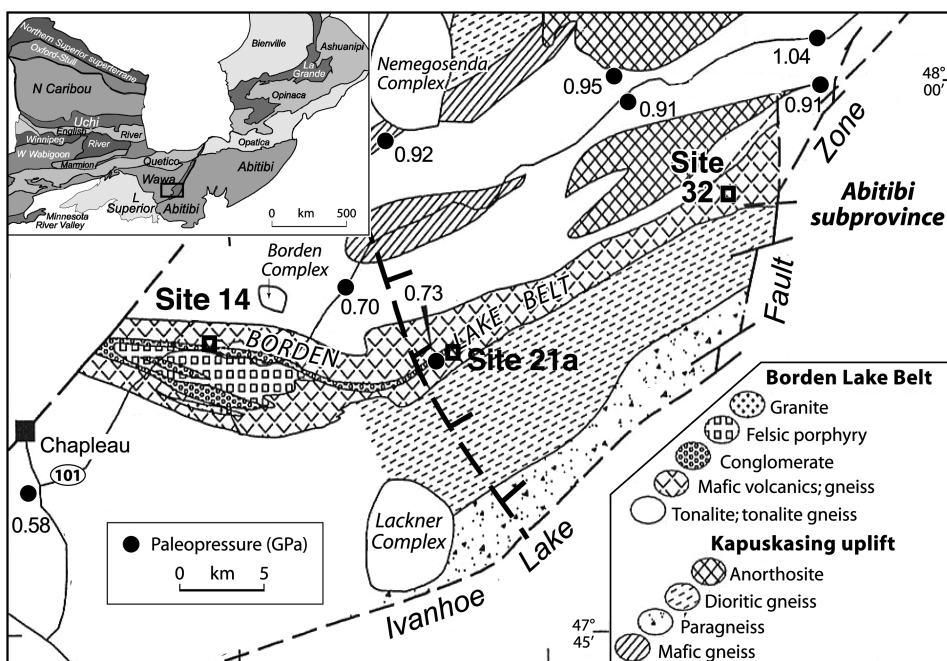 Northern Superior superterrane
Oxford-Stull
N Caribou
Uchi
English
River
Winnipeg
River
W Wabigoon
Marmion
Quetico
Wawa
L
Superior
Abitibi
Minnesota
River Valley
Bienville
Ashuanipi
La
Grande
Opinaca
Opatica
Abitibi
0 km 500
Nemegosenda
Complex
0.92
0.95
0.91
1.04
0.91
48°
00'
Zone
Site
32
Abitibi
subprovince
Borden
Complex
Site 14
0.70
0.73
BORDEN
LAKE BELT
Site 21a
Fault
Chapleau
101
0.58
Lackner
Complex
Ivanhoe
Lake
Paleopressure (GPa)
0 km 5
47°
45'
Borden Lake Belt
Granite
Felsic porphyry
Conglomerate
Mafic volcanics; gneiss
Tonalite; tonalite gneiss
Kapuskasing uplift
Anorthosite
Dioritic gneiss
Paragneiss
Mafic gneiss